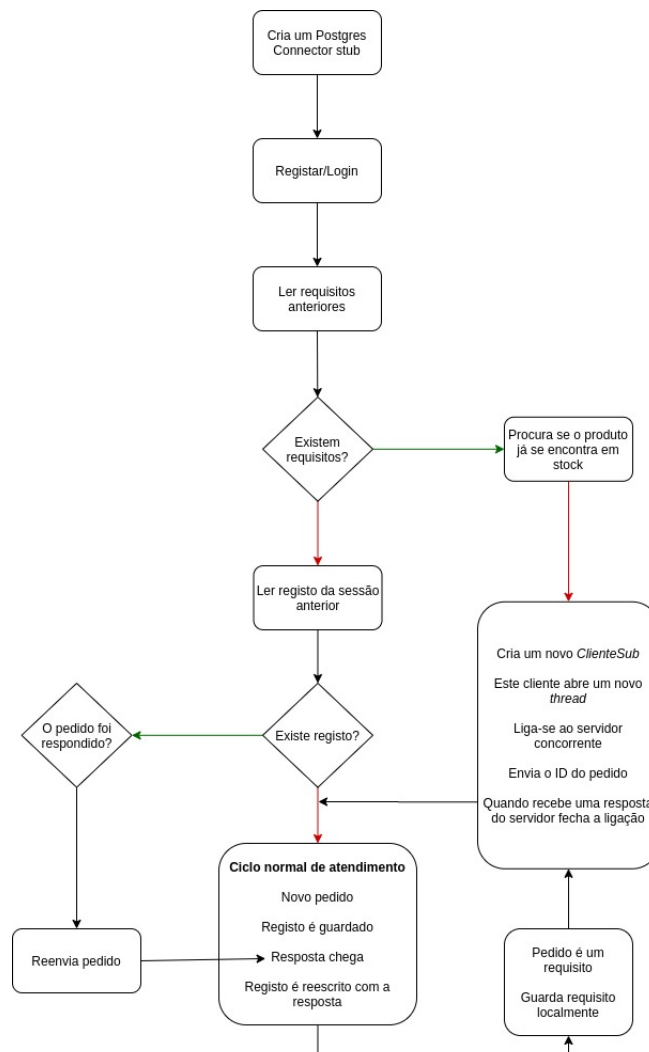 Cria um Postgres
Connector stub
Registar/Login
Ler requisitos
anteriores
Existem
requisitos?
Procura se o produto
já se encontra em
stock
Ler registo da sessão
anterior
Cria um novo ClienteSub
Este cliente abre um novo
thread
Liga-se ao servidor
concorrente
Envia o ID do pedido
Quando recebe uma resposta
do servidor fecha a ligação
O pedido foi
respondido?
Existe registo?
Ciclo normal de atendimento
Novo pedido
Registo é guardado
Resposta chega
Registo é reescrito com a
resposta
Reenvia pedido
Pedido é um
requisito
Guarda requisito
localmente